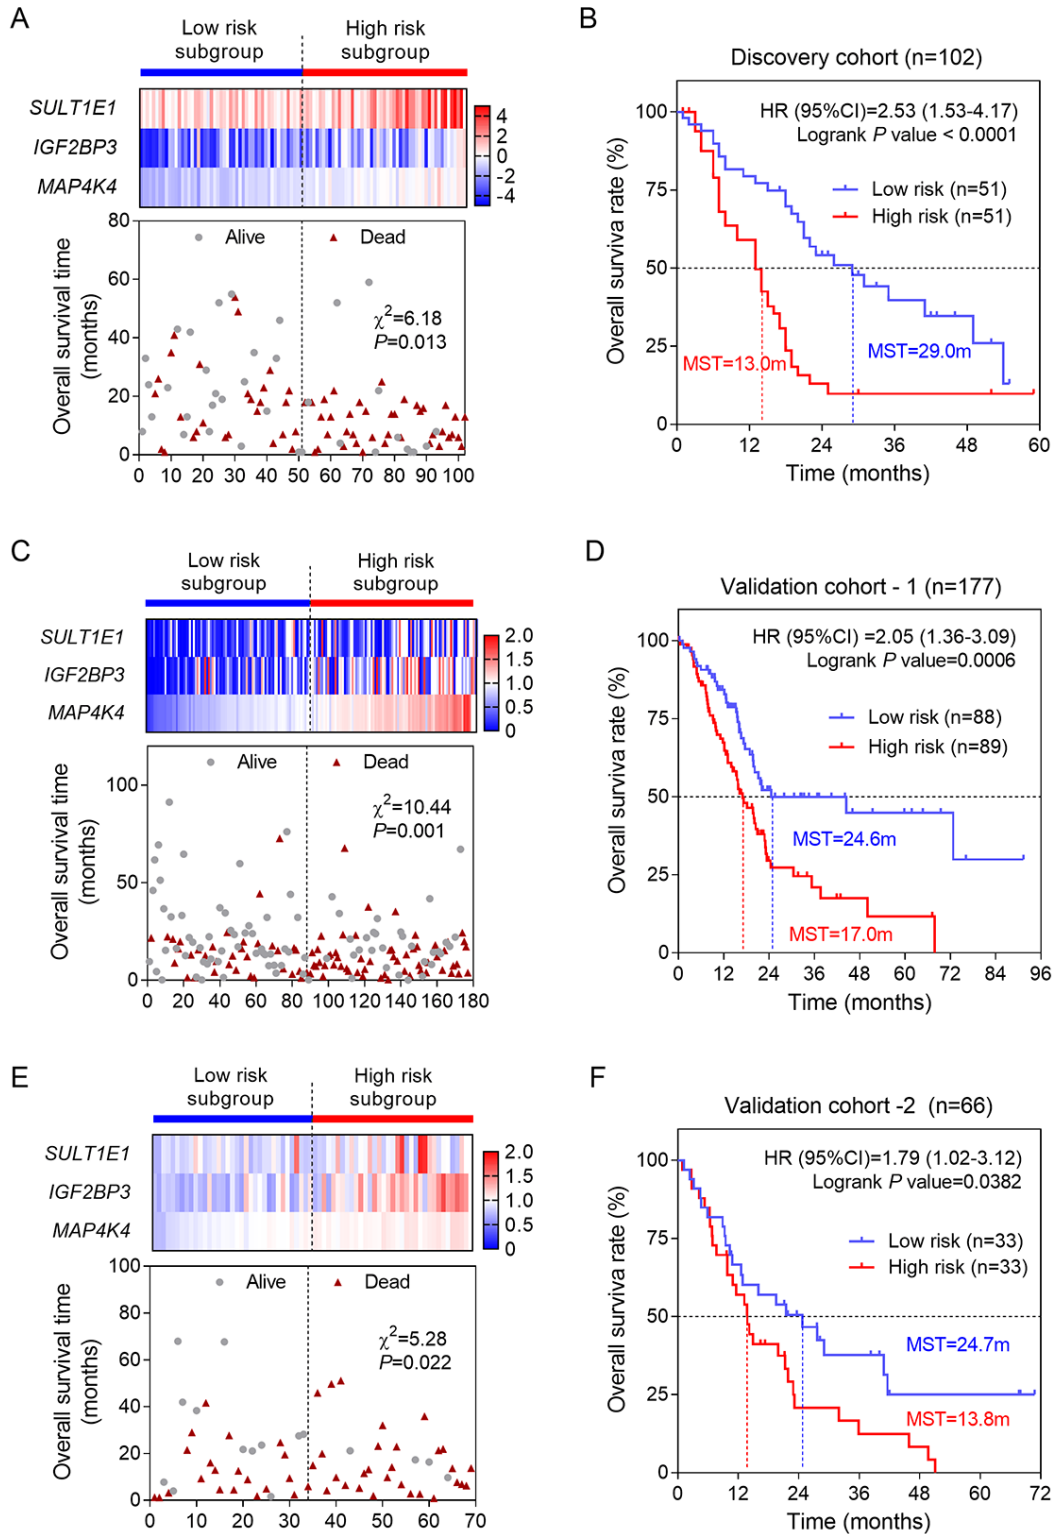 A
Low risk
subgroup
High risk
subgroup
SULT1E1
IGF2BP3
MAP4K4
4
2
0
-2
-4
Overall survival time
(months)
80
60
40
20
0
Alive
Dead
χ²=6.18
P=0.013
0 10 20 30 40 50 60 70 80 90 100
B
Discovery cohort (n=102)
HR (95%CI)=2.53 (1.53-4.17)
Logrank P value < 0.0001
Low risk (n=51)
High risk (n=51)
Overall surviva rate (%)
100
75
50
25
0
MST=13.0m
MST=29.0m
0 12 24 36 48 60
Time (months)
C
Low risk
subgroup
High risk
subgroup
SULT1E1
IGF2BP3
MAP4K4
2.0
1.5
1.0
0.5
0
Overall survival time
(months)
100
50
0
Alive
Dead
χ²=10.44
P=0.001
0 20 40 60 80 100 120 140 160 180
D
Validation cohort - 1 (n=177)
HR (95%CI) =2.05 (1.36-3.09)
Logrank P value=0.0006
Low risk (n=88)
High risk (n=89)
Overall surviva rate (%)
100
75
50
25
0
MST=24.6m
MST=17.0m
0 12 24 36 48 60 72 84 96
Time (months)
E
Low risk
subgroup
High risk
subgroup
SULT1E1
IGF2BP3
MAP4K4
2.0
1.5
1.0
0.5
0
Overall survival time
(months)
100
80
60
40
20
0
Alive
Dead
χ²=5.28
P=0.022
0 10 20 30 40 50 60 70
F
Validation cohort -2 (n=66)
HR (95%CI)=1.79 (1.02-3.12)
Logrank P value=0.0382
Low risk (n=33)
High risk (n=33)
Overall surviva rate (%)
100
75
50
25
0
MST=24.7m
MST=13.8m
0 12 24 36 48 60 72
Time (months)